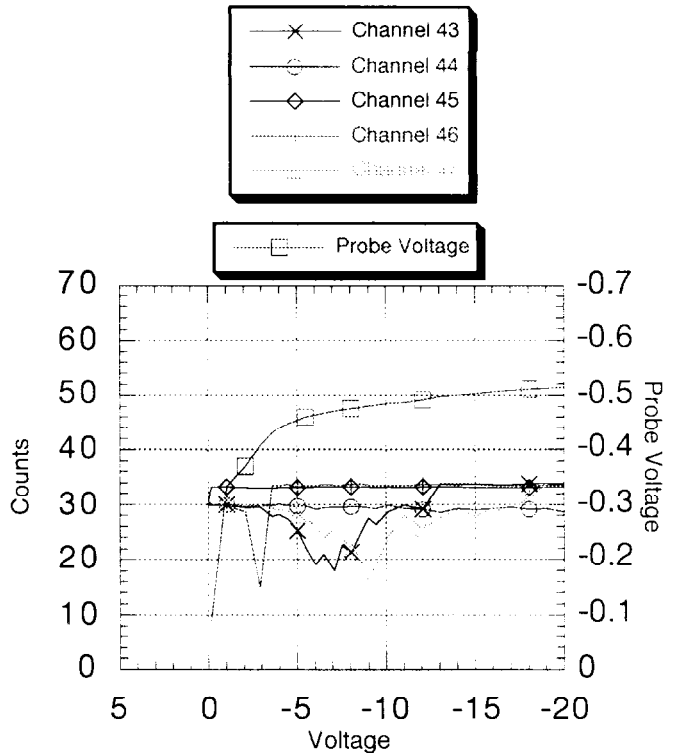 Channel 43
Channel 44
Channel 45
Channel 46
Channel 47
Probe Voltage
70
60
50
40
30
20
10
0
-0.7
-0.6
-0.5
-0.4
-0.3
-0.2
-0.1
0
Counts
Probe Voltage
5
0
-5
-10
-15
-20
Voltage